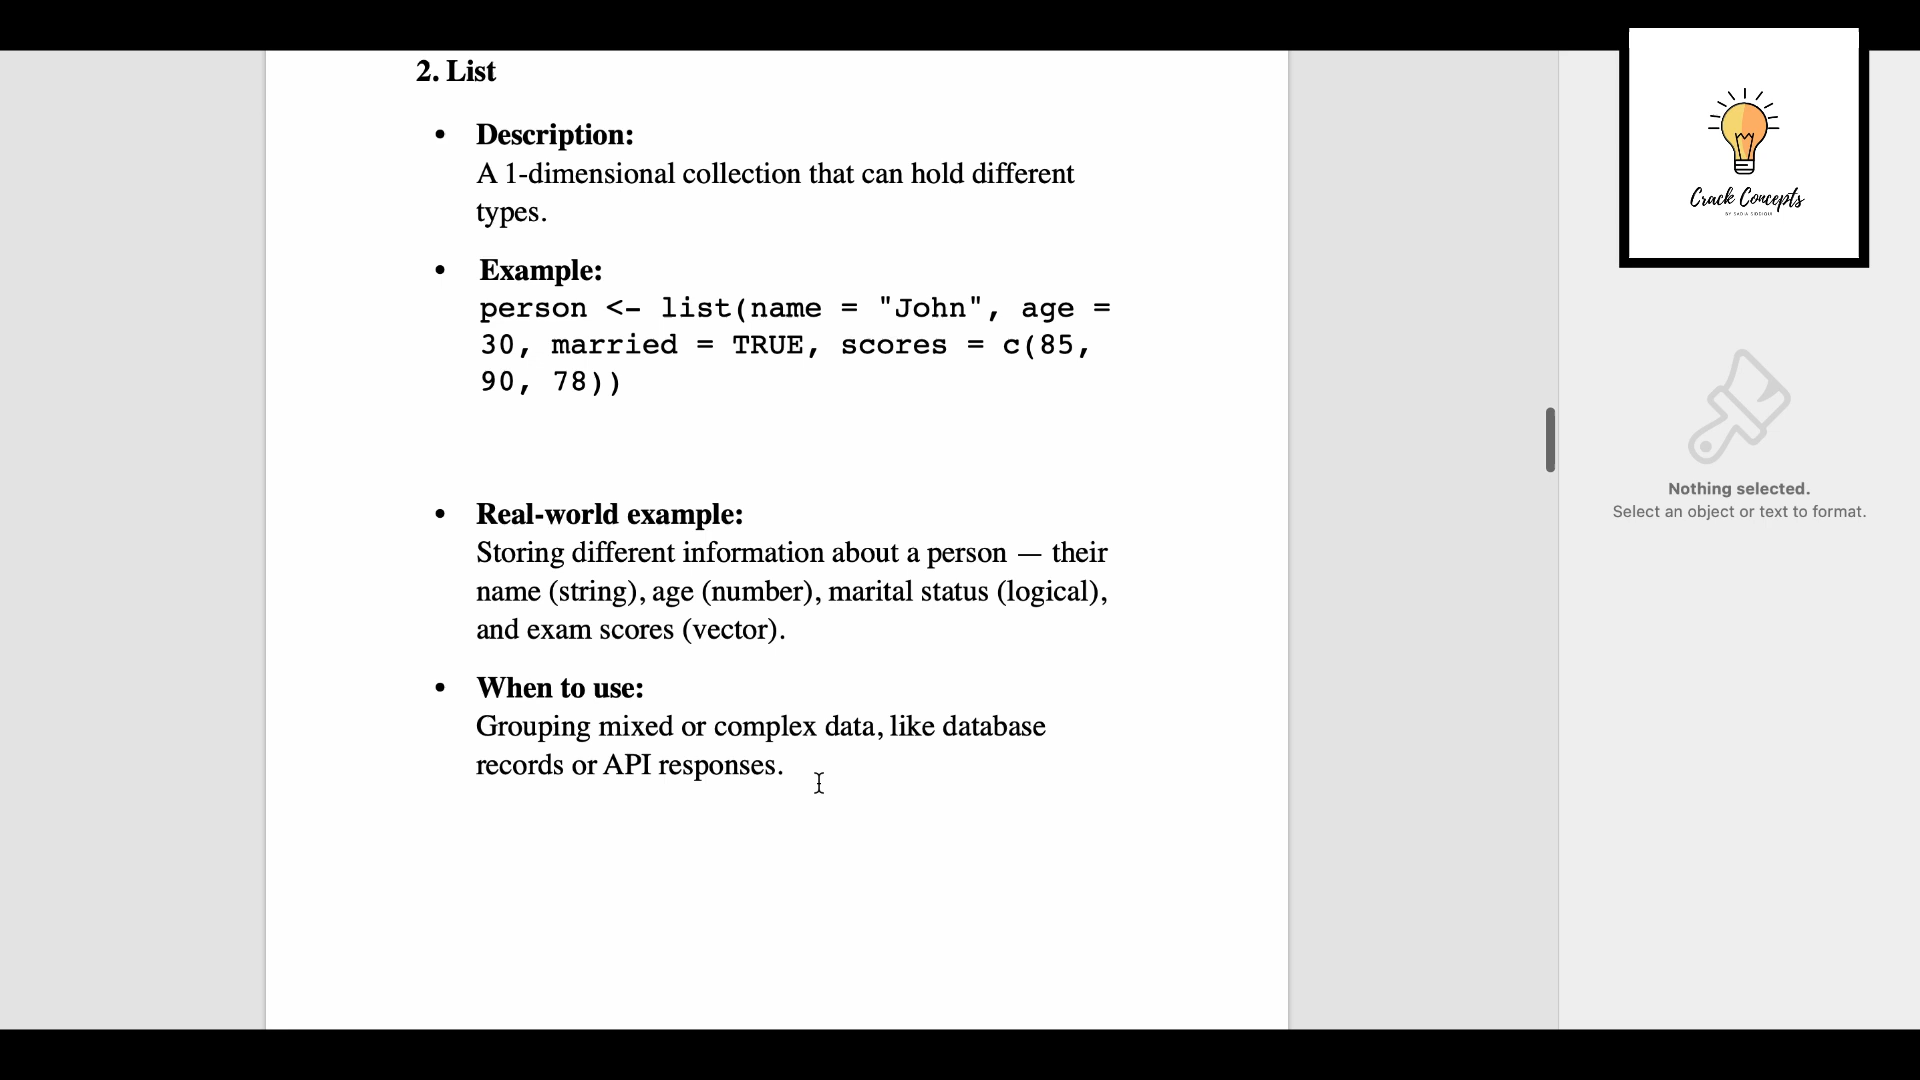 2. List
• Description:
A 1-dimensional collection that can hold different
types.
• Example:
person <- list(name = "John", age =
30, married = TRUE, scores = c(85,
90, 78))
• Real-world example:
Storing different information about a person — their
name (string), age (number), marital status (logical),
and exam scores (vector).
• When to use:
Grouping mixed or complex data, like database
records or API responses.
Crack Concepts
BY SADIA SIDDIQUI
Nothing selected.
Select an object or text to format.